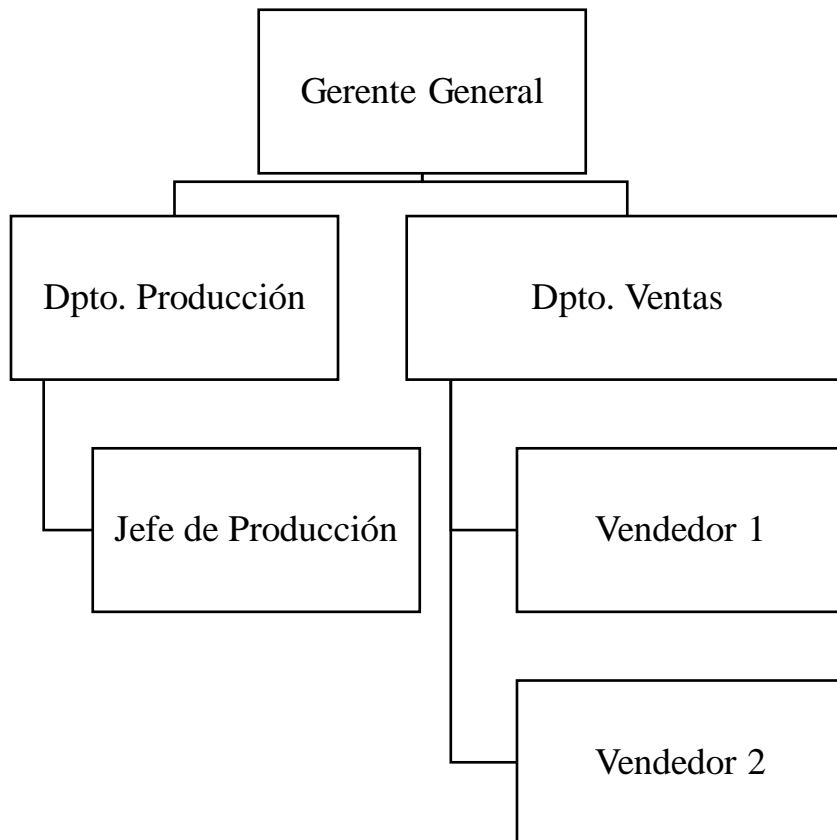 Gerente General
Dpto. Producción
Dpto. Ventas
Jefe de Producción
Vendedor 1
Vendedor 2